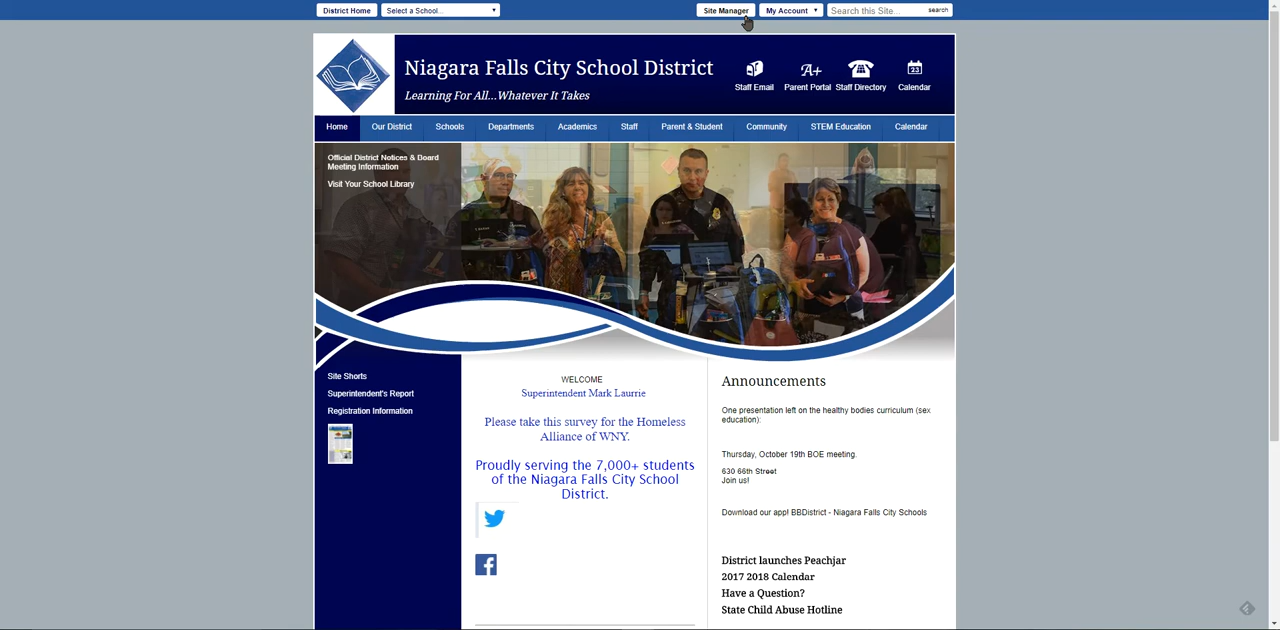 District Home
Select a School...
Site Manager
My Account
Search this Site...
search
Niagara Falls City School District
Learning For All...Whatever It Takes
Staff Email
A+
Parent Portal
Staff Directory
23
Calendar
Home
Our District
Schools
Departments
Academics
Staff
Parent & Student
Community
STEM Education
Calendar
Official District Notices & Board
Meeting Information
Visit Your School Library
Site Shorts
Superintendent's Report
Registration Information
WELCOME
Superintendent Mark Laurrie
Please take this survey for the Homeless
Alliance of WNY.
Proudly serving the 7,000+ students
of the Niagara Falls City School
District.
Announcements
One presentation left on the healthy bodies curriculum (sex
education):
Thursday, October 19th BOE meeting.
630 66th Street
Join us!
Download our app! BBDistrict - Niagara Falls City Schools
District launches Peachjar
2017 2018 Calendar
Have a Question?
State Child Abuse Hotline